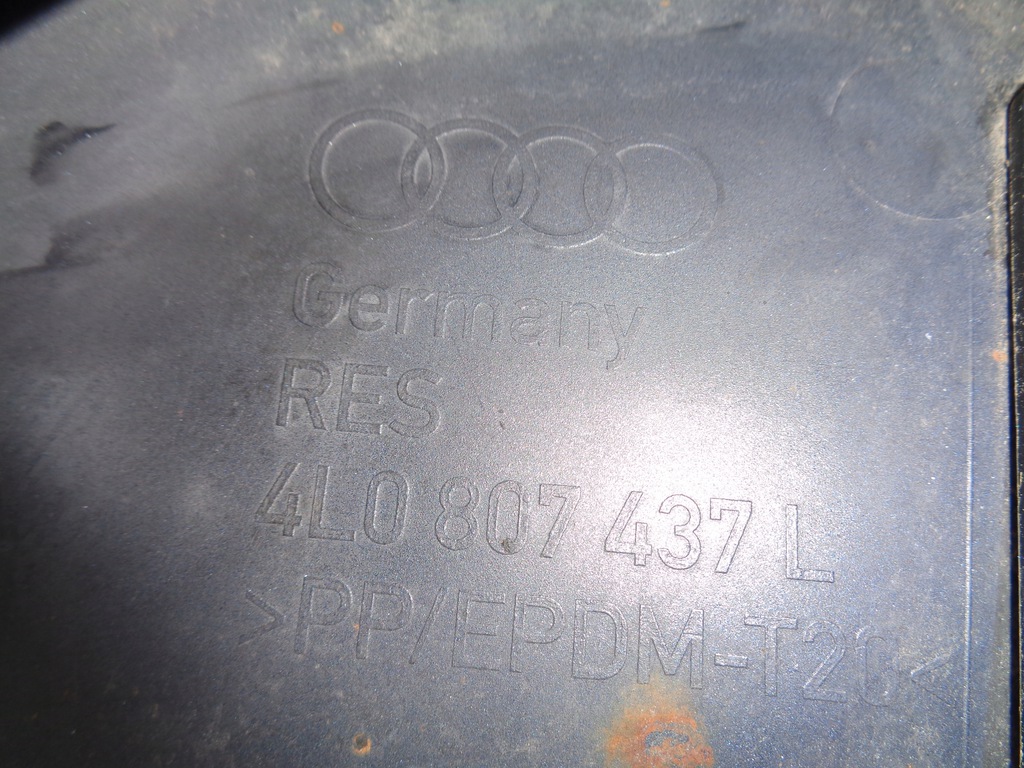 Germany
RES
4L0 807 437 L
>PP/EPDM-T20<